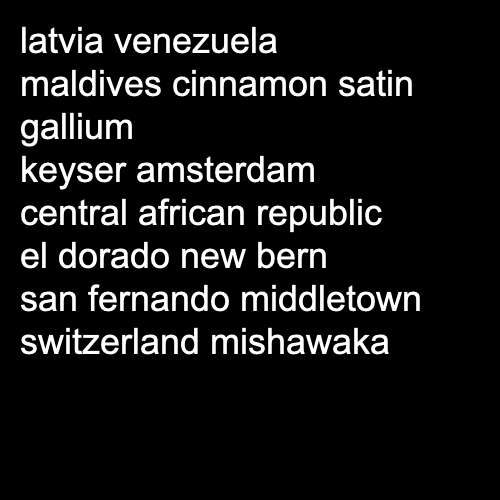 latvia venezuela
maldives cinnamon satin
gallium
keyser amsterdam
central african republic
el dorado new bern
san fernando middletown
switzerland mishawaka